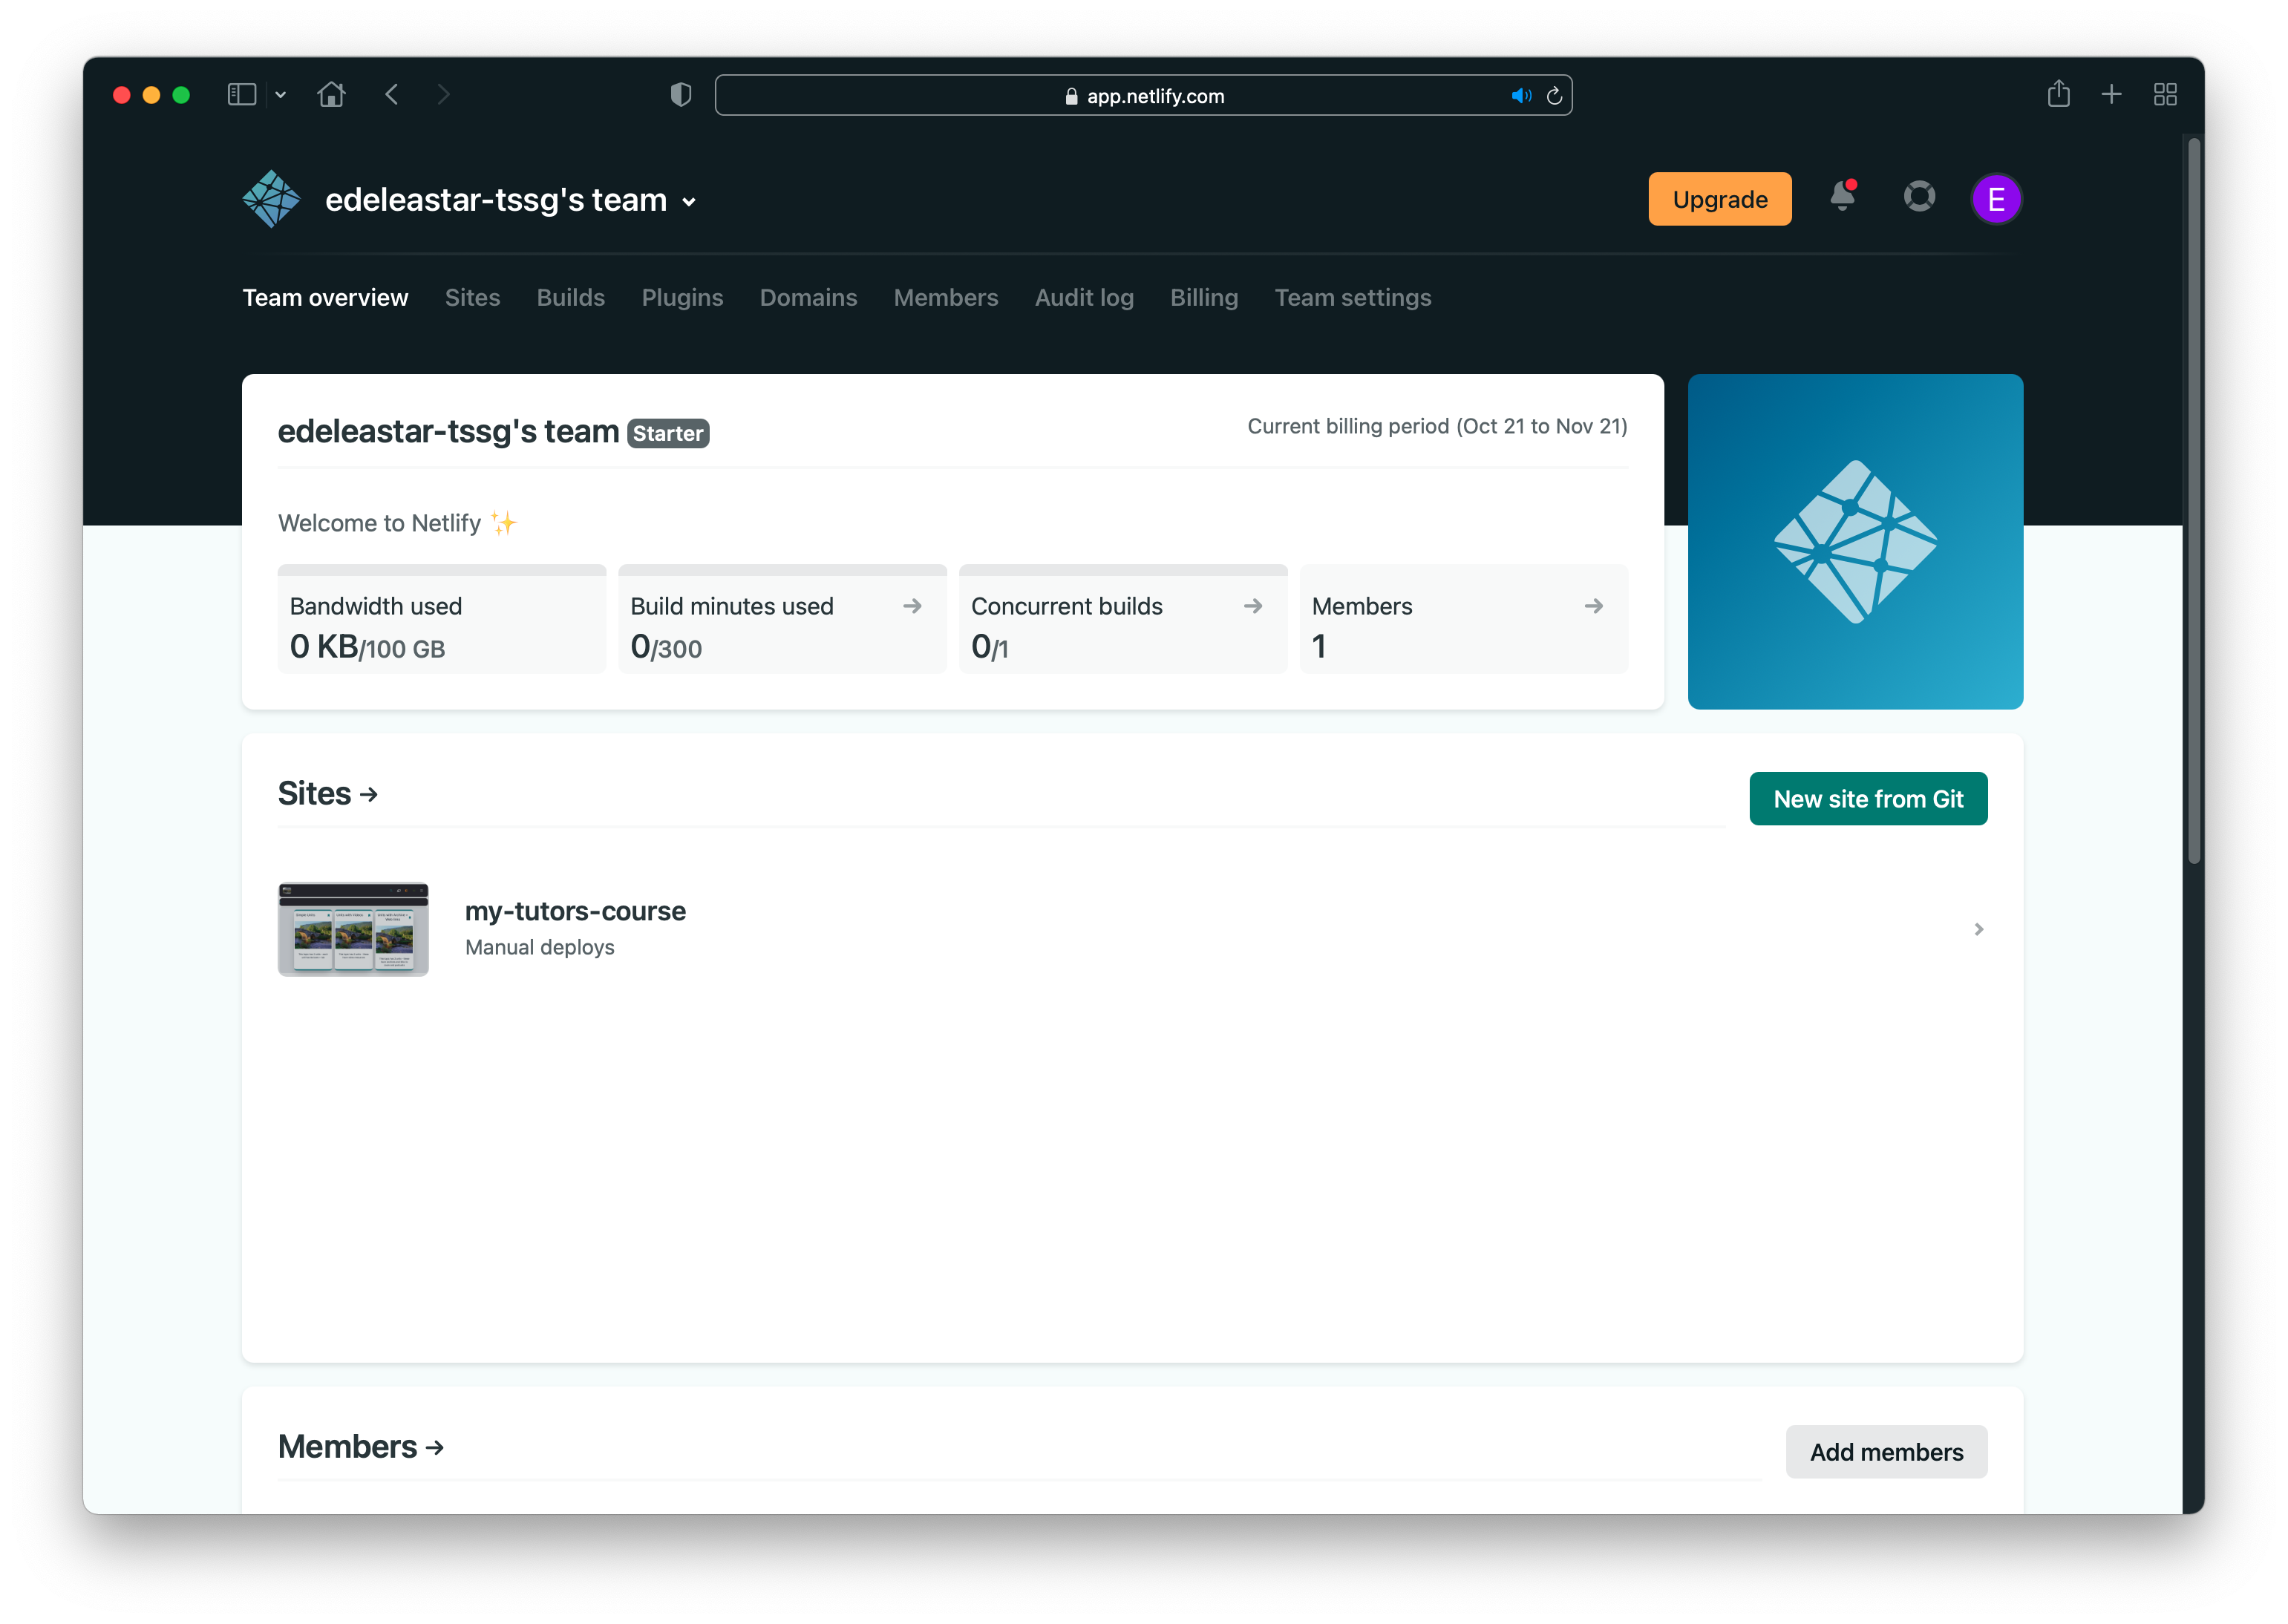 app.netlify.com
edeleastar-tssg's team
Upgrade
E
Team overview Sites Builds Plugins Domains Members Audit log Billing Team settings
edeleastar-tssg's team Starter
Current billing period (Oct 21 to Nov 21)
Welcome to Netlify ✨
Bandwidth used
0 KB/100 GB
Build minutes used →
0/300
Concurrent builds →
0/1
Members →
1
Sites →
New site from Git
my-tutors-course
Manual deploys
Members →
Add members